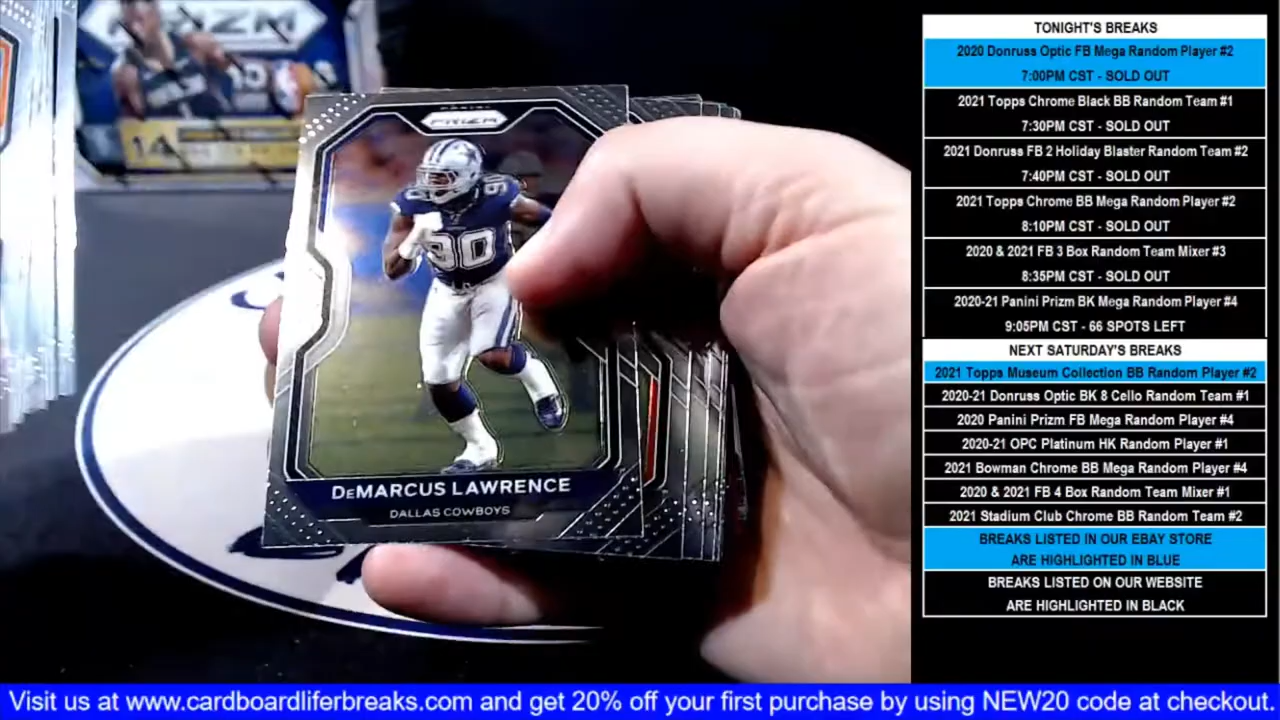 PRIZM
14
PANINI
PRIZM
90
90
DeMARCUS LAWRENCE
DALLAS COWBOYS
TONIGHT'S BREAKS
2020 Donruss Optic FB Mega Random Player #2
7:00PM CST - SOLD OUT
2021 Topps Chrome Black BB Random Team #1
7:30PM CST - SOLD OUT
2021 Donruss FB 2 Holiday Blaster Random Team #2
7:40PM CST - SOLD OUT
2021 Topps Chrome BB Mega Random Player #2
8:10PM CST - SOLD OUT
2020 & 2021 FB 3 Box Random Team Mixer #3
8:35PM CST - SOLD OUT
2020-21 Panini Prizm BK Mega Random Player #4
9:05PM CST - 66 SPOTS LEFT
NEXT SATURDAY'S BREAKS
2021 Topps Museum Collection BB Random Player #2
2020-21 Donruss Optic BK 8 Cello Random Team #1
2020 Panini Prizm FB Mega Random Player #4
2020-21 OPC Platinum HK Random Player #1
2021 Bowman Chrome BB Mega Random Player #4
2020 & 2021 FB 4 Box Random Team Mixer #1
2021 Stadium Club Chrome BB Random Team #2
BREAKS LISTED IN OUR EBAY STORE
ARE HIGHLIGHTED IN BLUE
BREAKS LISTED ON OUR WEBSITE
ARE HIGHLIGHTED IN BLACK
Visit us at www.cardboardliferbreaks.com and get 20% off your first purchase by using NEW20 code at checkout.